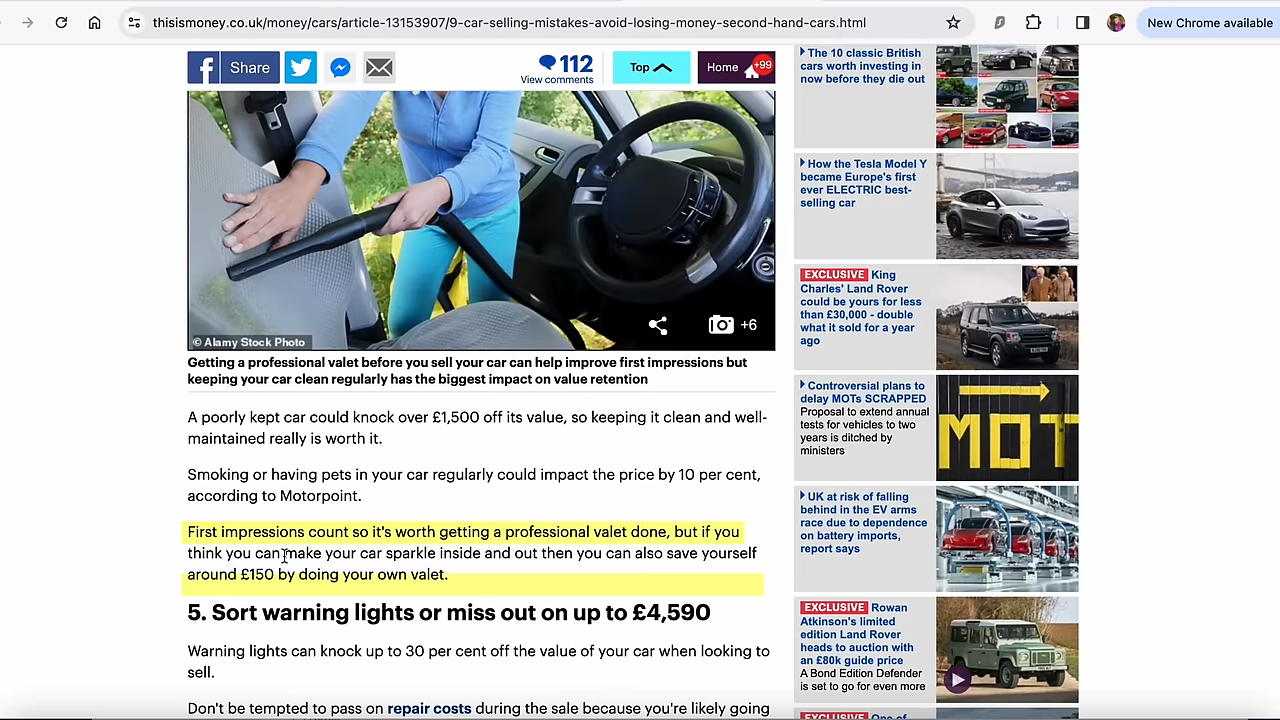 thisismoney.co.uk/money/cars/article-13153907/9-car-selling-mistakes-avoid-losing-money-second-hand-cars.html
New Chrome available
Share
112
View comments
Top
Home
+99
+6
© Alamy Stock Photo
Getting a professional valet before you sell your car can help improve first impressions but
keeping your car clean regularly has the biggest impact on value retention
A poorly kept car could knock over £1,500 off its value, so keeping it clean and well-
maintained really is worth it.
Smoking or having pets in your car regularly could impact the price by 10 per cent,
according to Motorpoint.
First impressions count so it's worth getting a professional valet done, but if you
think you can make your car sparkle inside and out then you can also save yourself
around £150 by doing your own valet.
5. Sort warning lights or miss out on up to £4,590
Warning lights can knock up to 30 per cent off the value of your car when looking to
sell.
Don't be tempted to pass on repair costs during the sale because you're likely going
The 10 classic British
cars worth investing in
now before they die out
How the Tesla Model Y
became Europe's first
ever ELECTRIC best-
selling car
EXCLUSIVE King
Charles' Land Rover
could be yours for less
than £30,000 - double
what it sold for a year
ago
Controversial plans to
delay MOTs SCRAPPED
Proposal to extend annual
tests for vehicles to two
years is ditched by
ministers
MOT
UK at risk of falling
behind in the EV arms
race due to dependence
on battery imports,
report says
EXCLUSIVE Rowan
Atkinson's limited
edition Land Rover
heads to auction with
an £80k guide price
A Bond Edition Defender
is set to go for even more
EXCLUSIVE One of